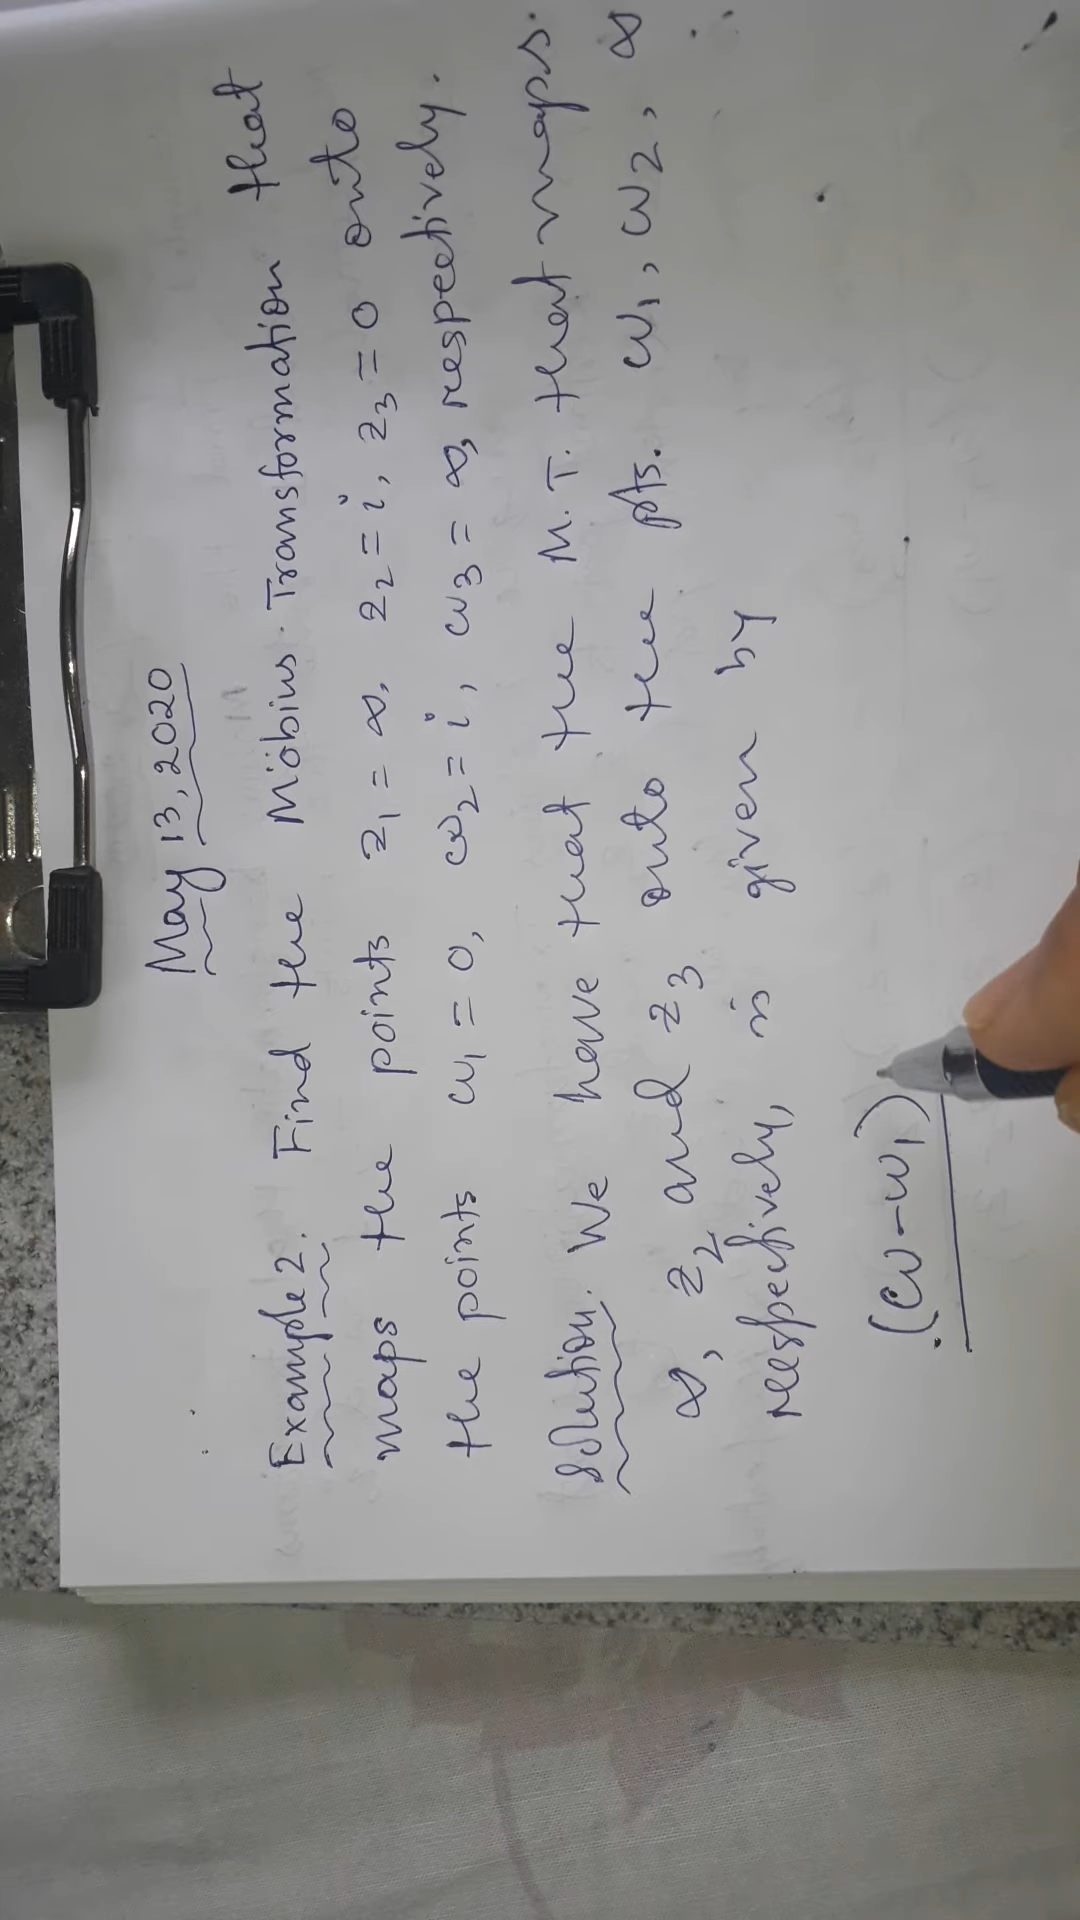 May 13, 2020
Example 2. Find the Möbius Transformation that
maps the points z₁ = ∞, z₂ = i, z₃ = 0 onto
the points w₁ = 0, w₂ = i, w₃ = ∞, respectively.
Solution. We have that the M. T. that maps
∞, z₂ and z₃ onto the pts. w₁, w₂, ∞
respectively, is given by
(w-w₁)